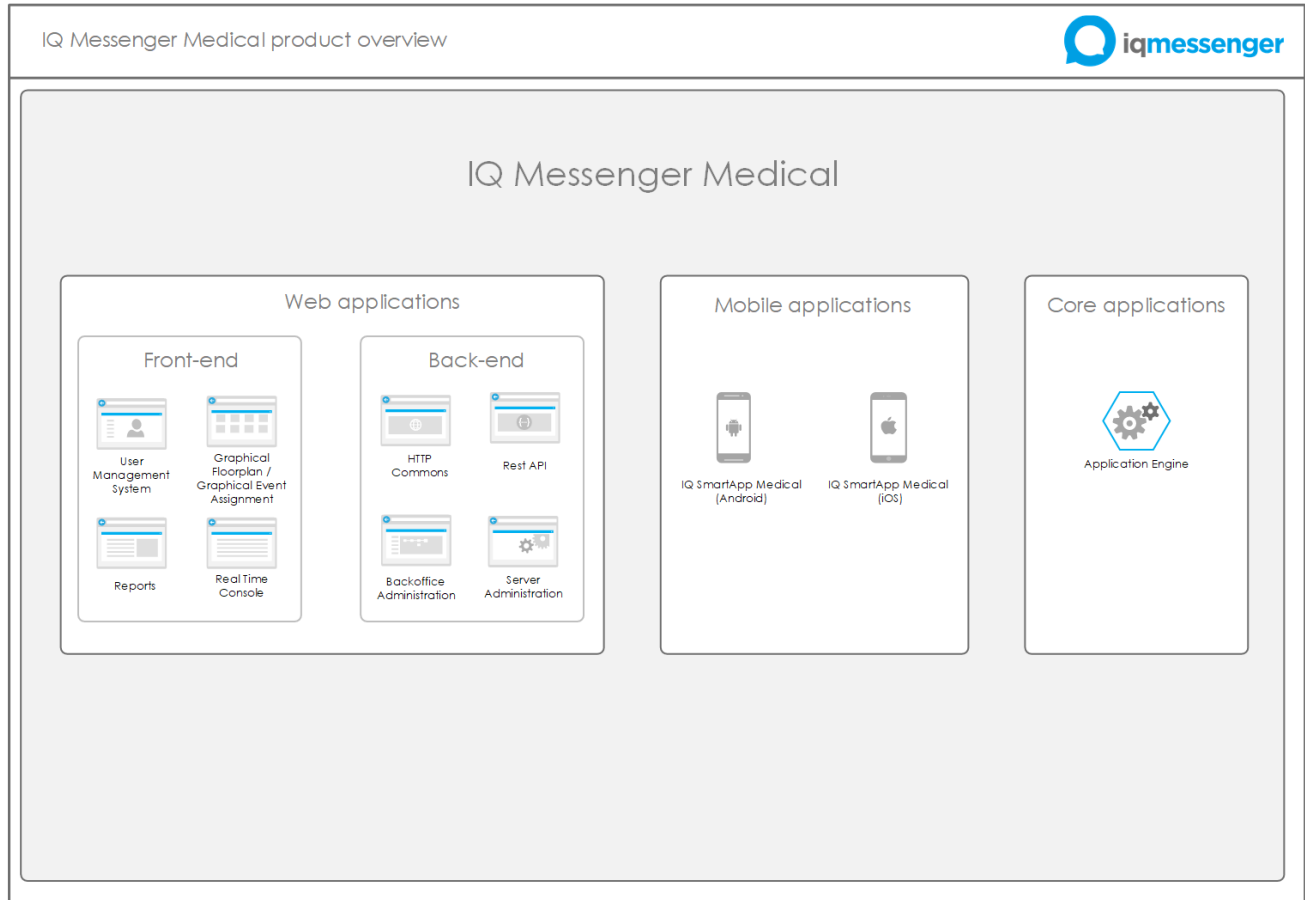 IQ Messenger Medical product overview
iqmessenger
IQ Messenger Medical
Web applications
Front-end
User
Management
System
Graphical
Floorplan /
Graphical Event
Assignment
Reports
Real Time
Console
Back-end
HTTP
Commons
Rest API
Backoffice
Administration
Server
Administration
Mobile applications
IQ SmartApp Medical
(Android)
IQ SmartApp Medical
(iOS)
Core applications
Application Engine